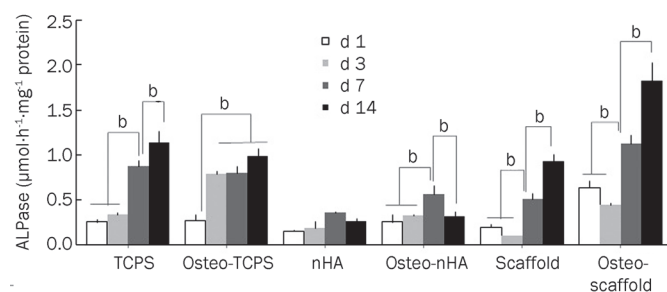 ALPase (μmol·h⁻¹·mg⁻¹ protein)
2.5
2.0
1.5
1.0
0.5
0.0
d 1
d 3
d 7
d 14
b
b
b
b
b
b
b
b
b
TCPS
Osteo-TCPS
nHA
Osteo-nHA
Scaffold
Osteo-
scaffold